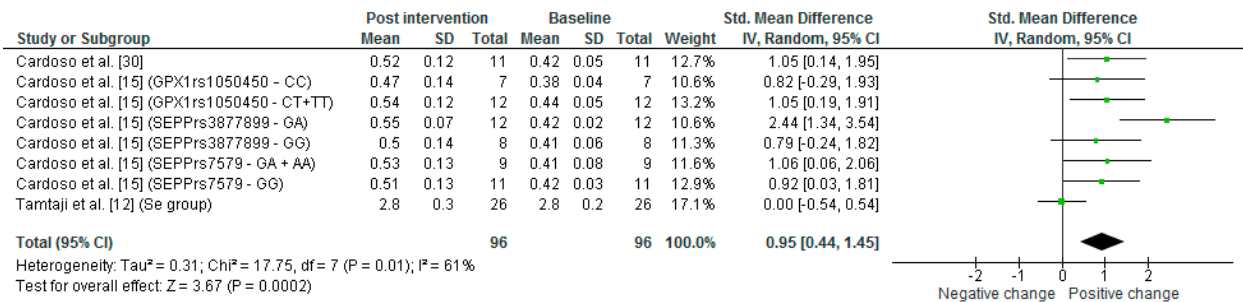 Post intervention Baseline Std. Mean Difference Std. Mean Difference
Study or Subgroup Mean SD Total Mean SD Total Weight IV, Random, 95% CI IV, Random, 95% CI
Cardoso et al. [30] 0.52 0.12 11 0.42 0.05 11 12.7% 1.05 [0.14, 1.95]
Cardoso et al. [15] (GPX1rs1050450 - CC) 0.47 0.14 7 0.38 0.04 7 10.6% 0.82 [-0.29, 1.93]
Cardoso et al. [15] (GPX1rs1050450 - CT+TT) 0.54 0.12 12 0.44 0.05 12 13.2% 1.05 [0.19, 1.91]
Cardoso et al. [15] (SEPPrs3877899 - GA) 0.55 0.07 12 0.42 0.02 12 10.6% 2.44 [1.34, 3.54]
Cardoso et al. [15] (SEPPrs3877899 - GG) 0.5 0.14 8 0.41 0.06 8 11.3% 0.79 [-0.24, 1.82]
Cardoso et al. [15] (SEPPrs7579 - GA + AA) 0.53 0.13 9 0.41 0.08 9 11.6% 1.06 [0.06, 2.06]
Cardoso et al. [15] (SEPPrs7579 - GG) 0.51 0.13 11 0.42 0.03 11 12.9% 0.92 [0.03, 1.81]
Tamtaji et al. [12] (Se group) 2.8 0.3 26 2.8 0.2 26 17.1% 0.00 [-0.54, 0.54]
Total (95% CI) 96 96 100.0% 0.95 [0.44, 1.45]
Heterogeneity: Tau² = 0.31; Chi² = 17.75, df = 7 (P = 0.01); I² = 61%
Test for overall effect: Z = 3.67 (P = 0.0002)
-2 -1 0 1 2
Negative change Positive change